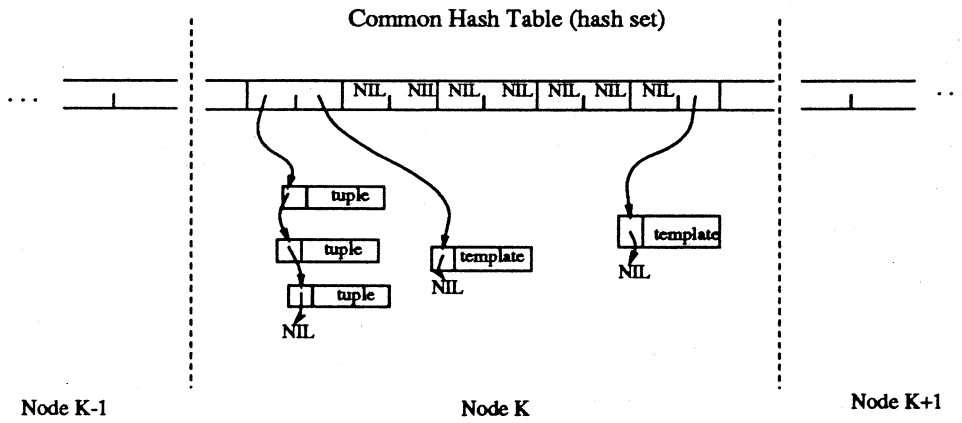 Common Hash Table (hash set)
... NIL NIL NIL NIL NIL NIL NIL ..
tuple
tuple
template
template
NIL
NIL
tuple
NIL
Node K-1
Node K
Node K+1